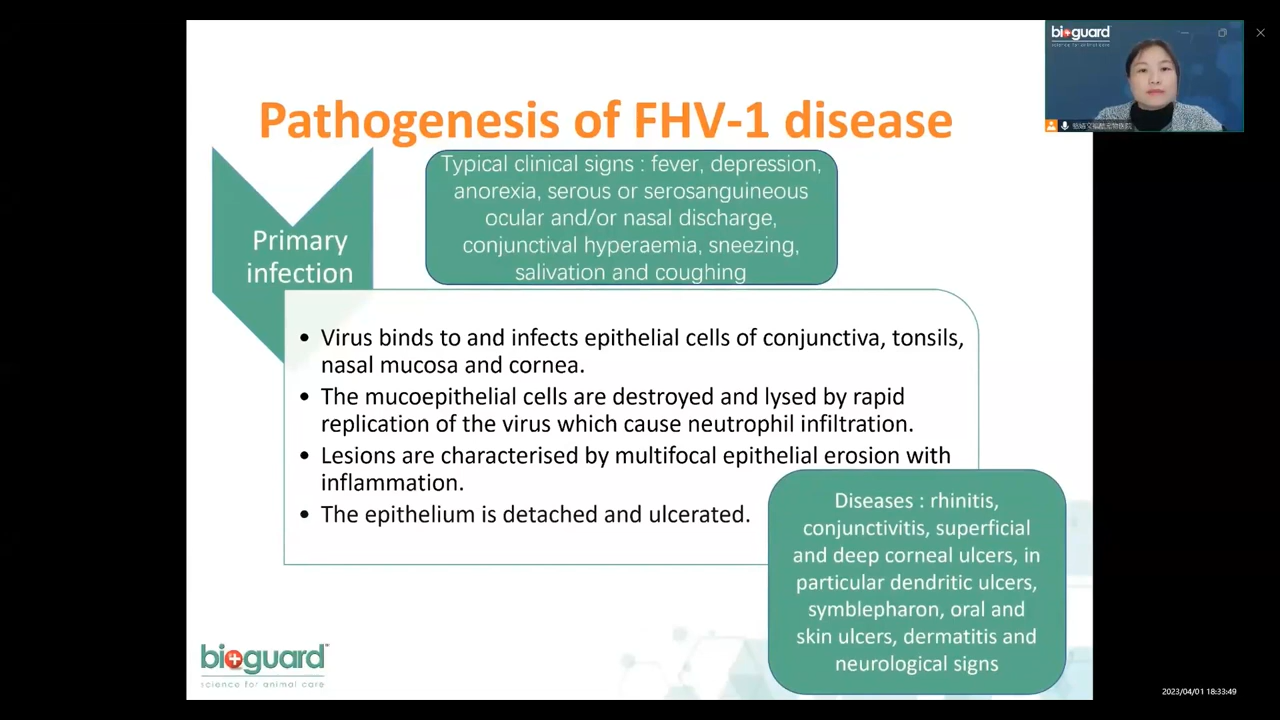 bioguard
Pathogenesis of FHV-1 disease
Primary
infection
Typical clinical signs : fever, depression,
anorexia, serous or serosanguineous
ocular and/or nasal discharge,
conjunctival hyperaemia, sneezing,
salivation and coughing
• Virus binds to and infects epithelial cells of conjunctiva, tonsils,
nasal mucosa and cornea.
• The mucoepithelial cells are destroyed and lysed by rapid
replication of the virus which cause neutrophil infiltration.
• Lesions are characterised by multifocal epithelial erosion with
inflammation.
• The epithelium is detached and ulcerated.
Diseases : rhinitis,
conjunctivitis, superficial
and deep corneal ulcers, in
particular dendritic ulcers,
symblepharon, oral and
skin ulcers, dermatitis and
neurological signs
bioguard
science for animal care
2023/04/01 18:33:49